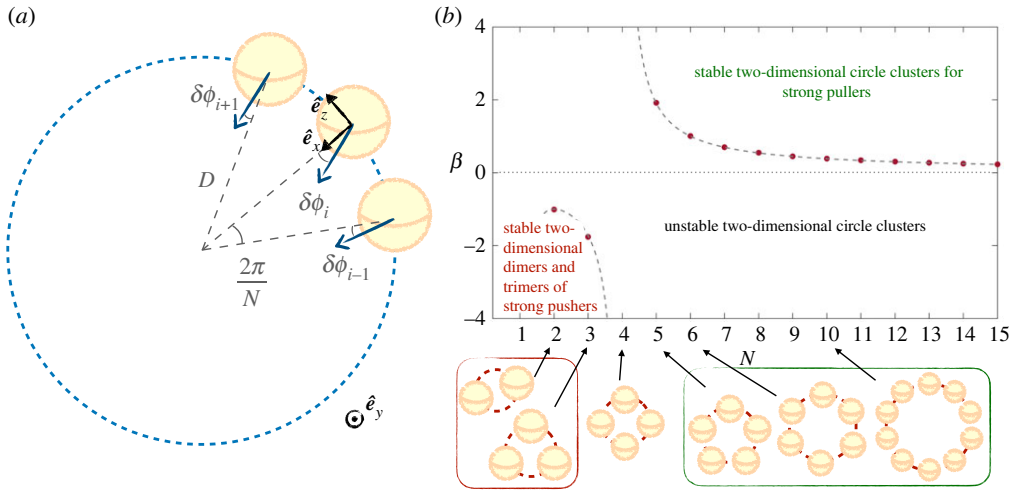 (a)
δϕᵢ₊₁
ê_z
ê_x
D
δϕᵢ
δϕᵢ₋₁
2π
N
ê_y
(b)
4
2
β
0
−2
−4
stable two-dimensional circle clusters for
strong pullers
unstable two-dimensional circle clusters
stable two-
dimensional
dimers and
trimers of
strong pushers
1 2 3 4 5 6 7 8 9 10 11 12 13 14 15
N